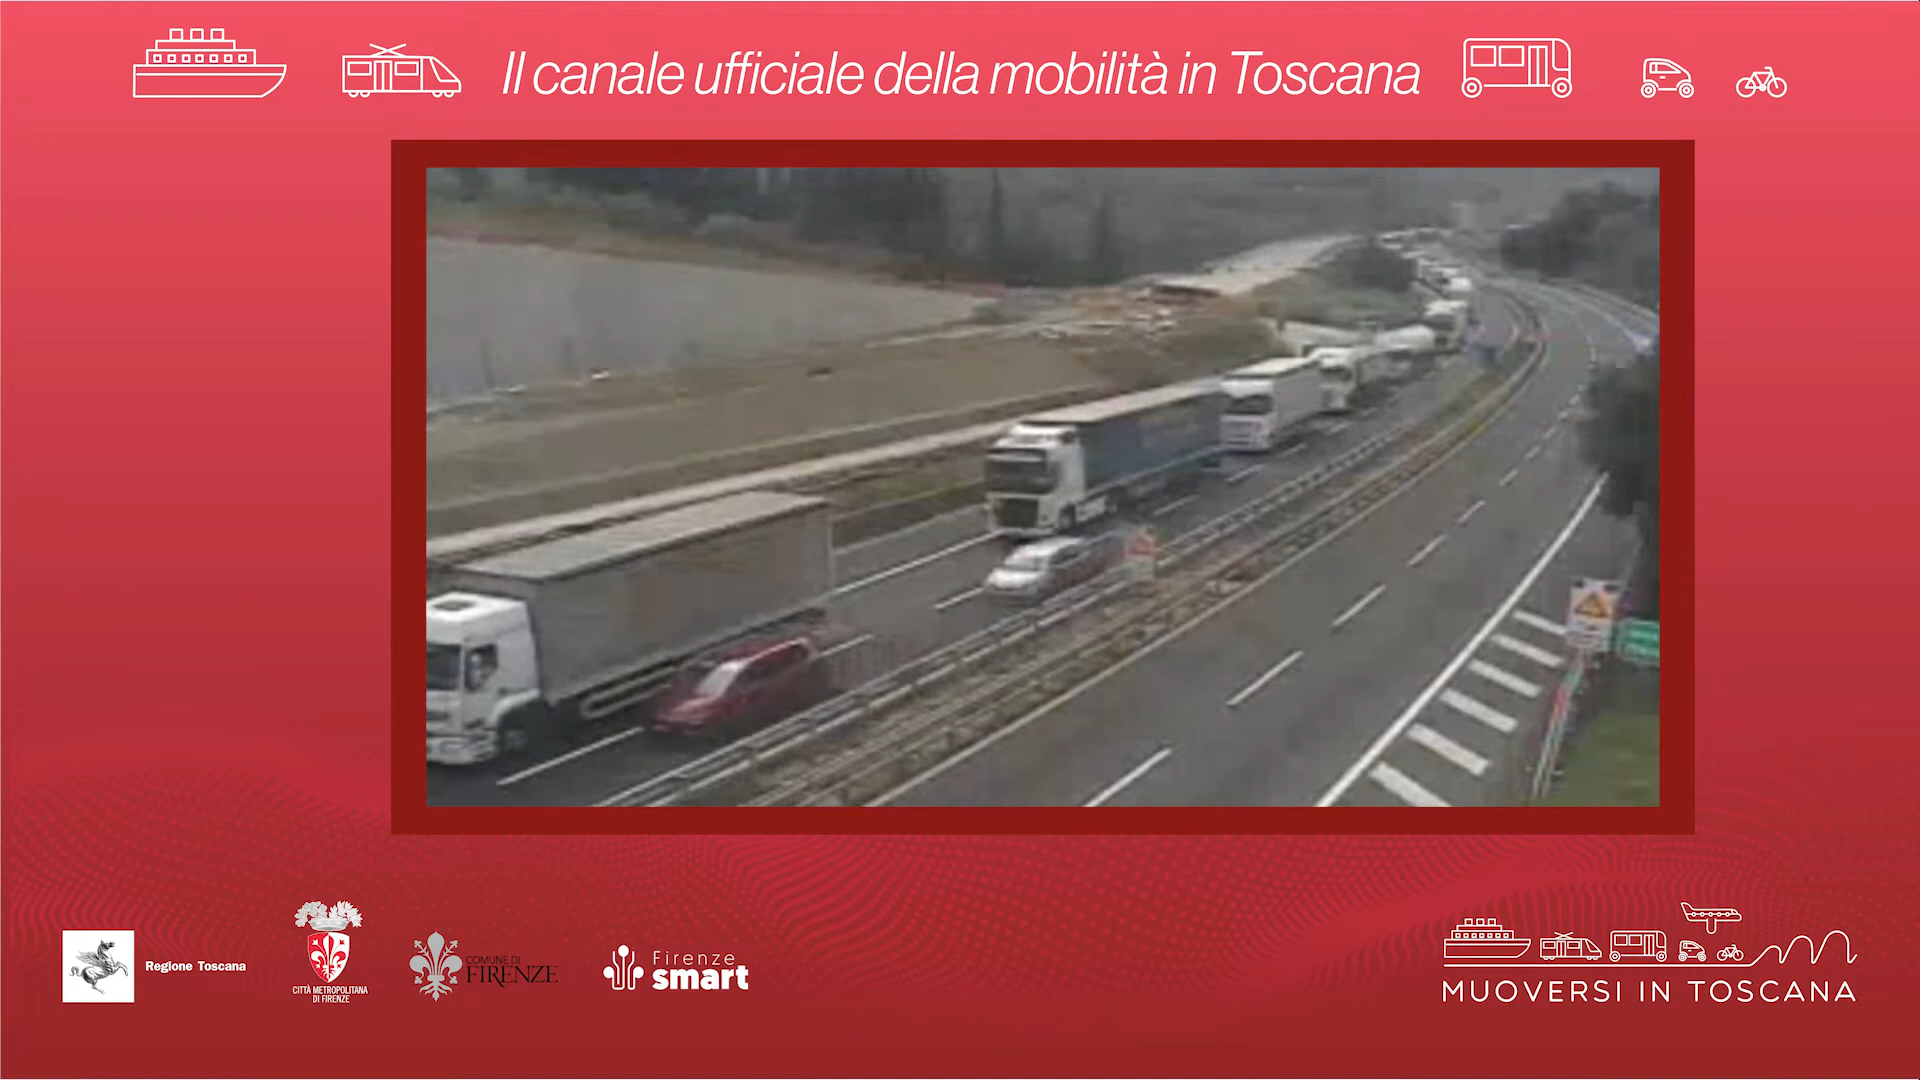 Il canale ufficiale della mobilità in Toscana
Regione Toscana
CITTÀ METROPOLITANA
DI FIRENZE
COMUNE DI
FIRENZE
Firenze
smart
MUOVERSI IN TOSCANA